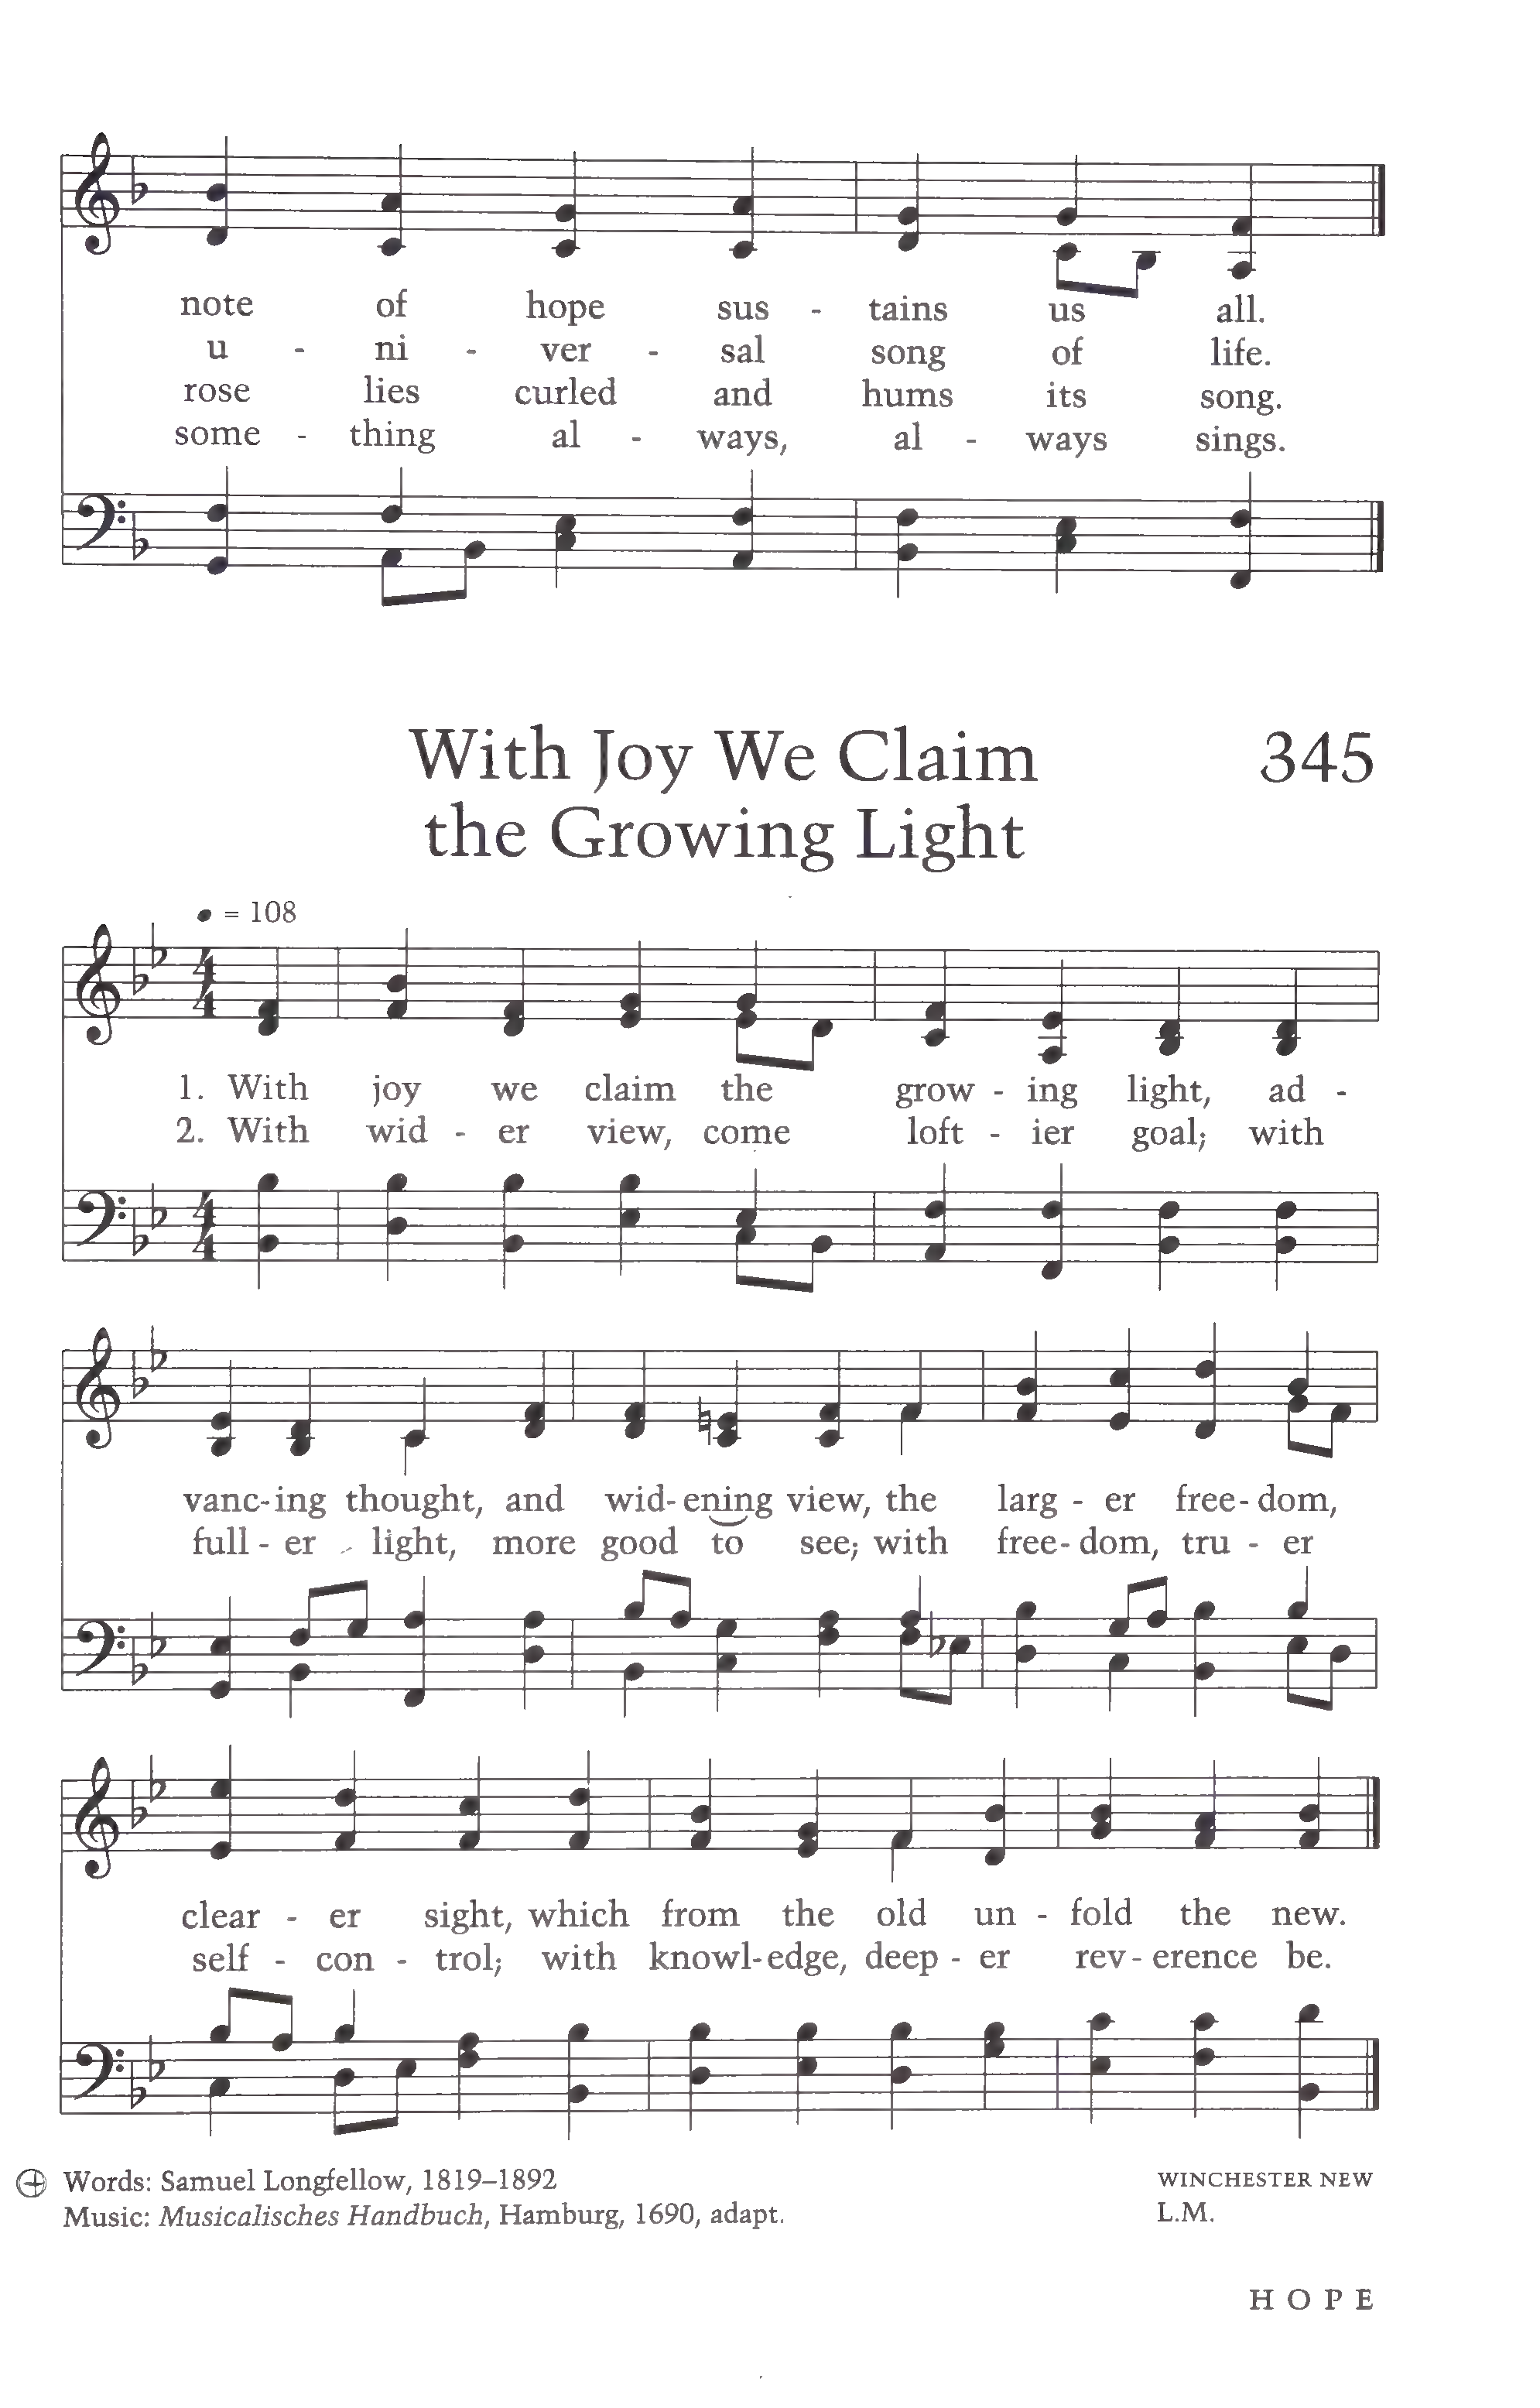 note of hope sus - tains us all.
u - ni - ver - sal song of life.
rose lies curled and hums its song.
some - thing al - ways, al - ways sings.
With Joy We Claim 345
the Growing Light
= 108
1. With joy we claim the grow - ing light, ad -
2. With wid - er view, come loft - ier goal; with
vanc-ing thought, and wid-ening view, the larg - er free-dom,
full - er light, more good to see; with free-dom, tru - er
clear - er sight, which from the old un - fold the new.
self - con - trol; with knowl-edge, deep - er rev-erence be.
Words: Samuel Longfellow, 1819–1892 WINCHESTER NEW
Music: Musicalisches Handbuch, Hamburg, 1690, adapt. L.M.
HOPE